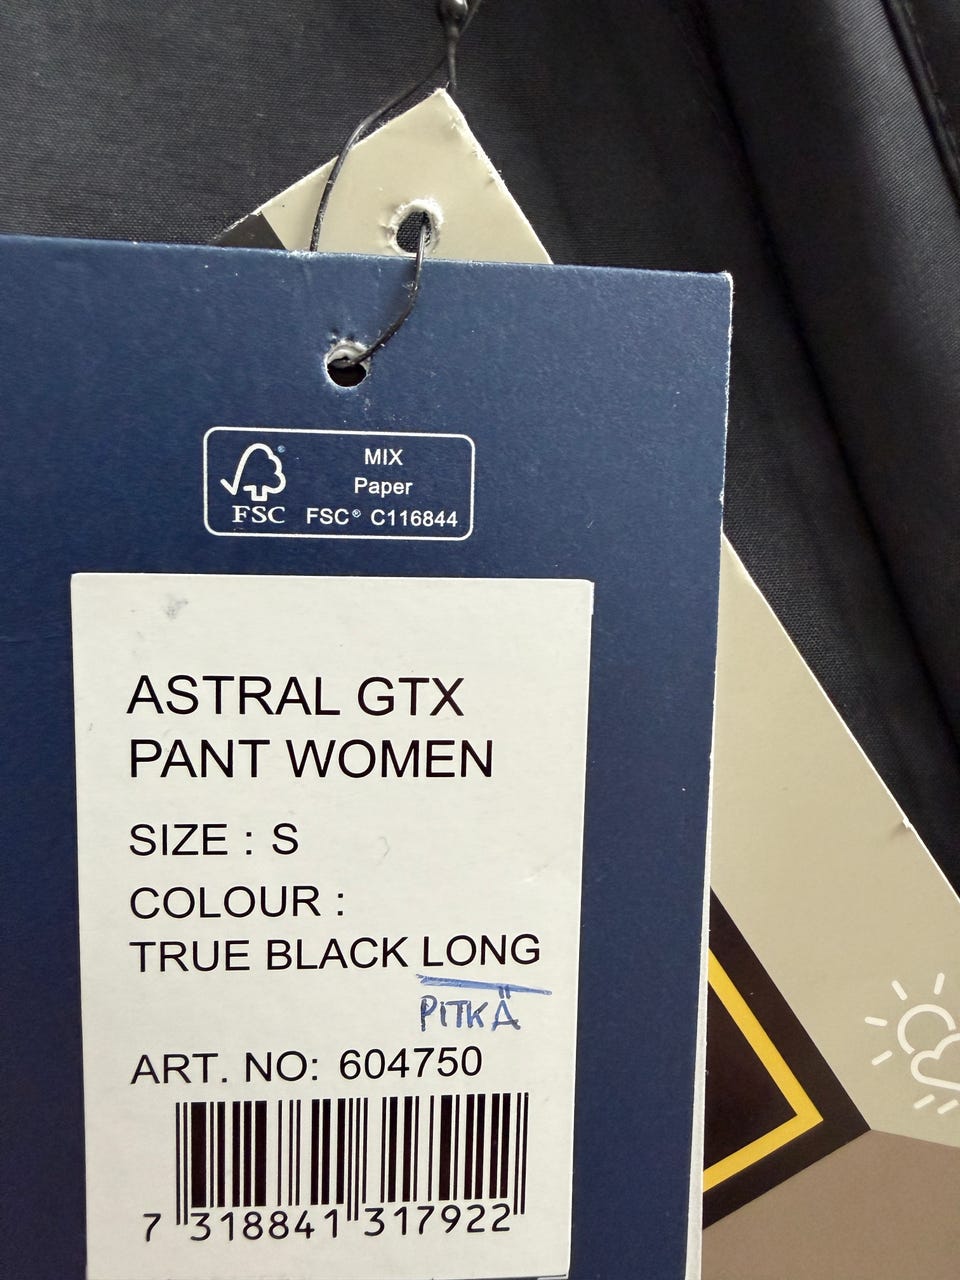 MIX
Paper
FSC FSC® C116844
ASTRAL GTX
PANT WOMEN
SIZE : S
COLOUR :
TRUE BLACK LONG
PITKÄ
ART. NO: 604750
7 318841 317922